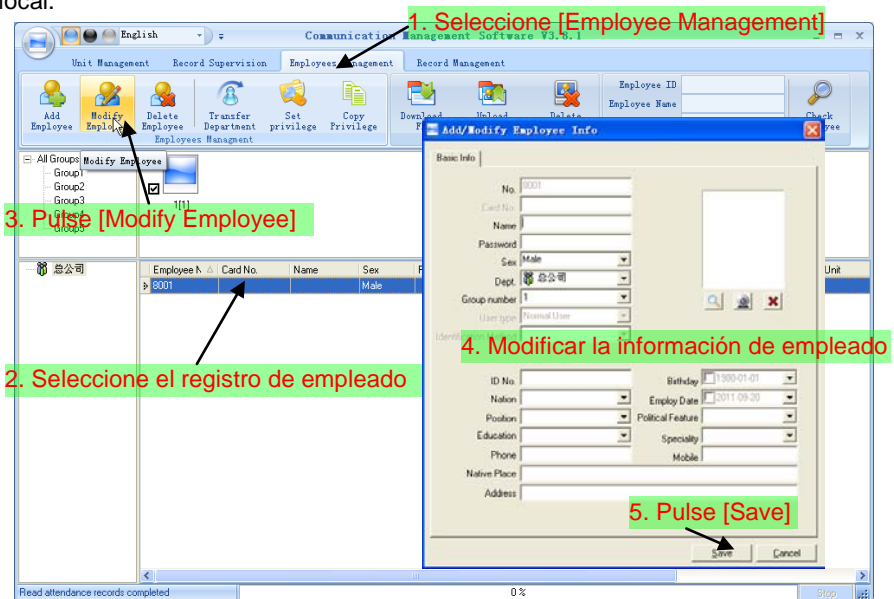 local.
1. Seleccione [Employee Management]
English
Communication Management Software V3.8.1
Unit Management Record Supervision Employees Management Record Management
Add Employee
Modify Employee
Delete Employee
Transfer Department
Set privilege
Copy Privilege
Employees Managment
Download
Upload
Delete
Employee ID
Employee Name
Check
Modify Employee
All Groups
Group1
Group2
Group3
Group5
1[1]
3. Pulse [Modify Employee]
总公司
Employee N Card No. Name Sex
8001 Male
Unit
2. Seleccione el registro de empleado
Add/Modify Employee Info
Basic Info
No. 8001
Card No.
Name
Password
Sex Male
Dept. 总公司
Group number 1
User type Normal User
4. Modificar la información de empleado
ID No. Birthday 1900-01-01
Nation Employ Date 2011-09-20
Position Political Feature
Education Speciality
Phone Mobile
Native Place
Address
5. Pulse [Save]
Save Cancel
Read attendance records completed 0 % Stop